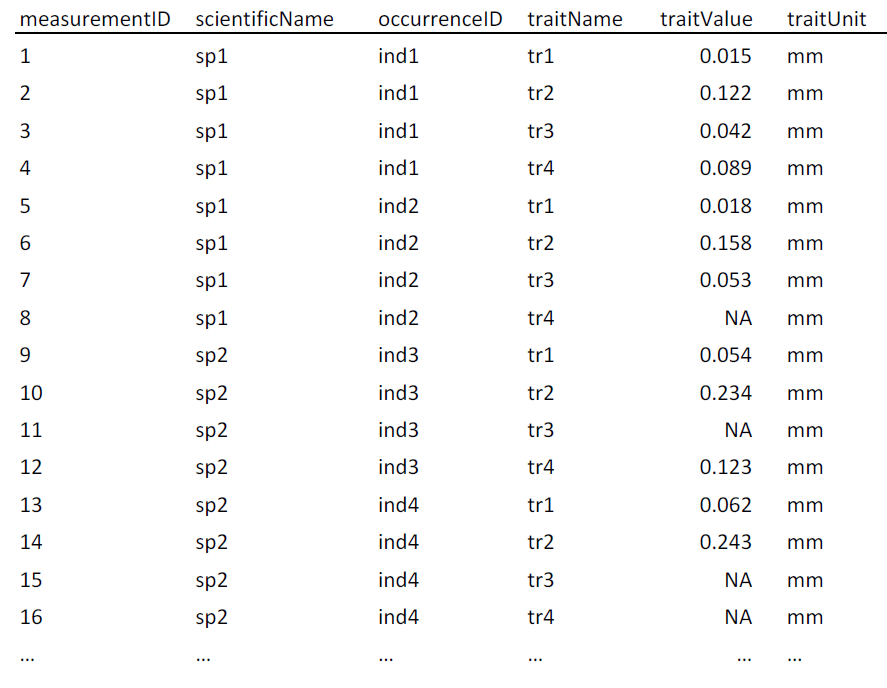 measurementID scientificName occurrenceID traitName traitValue traitUnit
1 sp1 ind1 tr1 0.015 mm
2 sp1 ind1 tr2 0.122 mm
3 sp1 ind1 tr3 0.042 mm
4 sp1 ind1 tr4 0.089 mm
5 sp1 ind2 tr1 0.018 mm
6 sp1 ind2 tr2 0.158 mm
7 sp1 ind2 tr3 0.053 mm
8 sp1 ind2 tr4 NA mm
9 sp2 ind3 tr1 0.054 mm
10 sp2 ind3 tr2 0.234 mm
11 sp2 ind3 tr3 NA mm
12 sp2 ind3 tr4 0.123 mm
13 sp2 ind4 tr1 0.062 mm
14 sp2 ind4 tr2 0.243 mm
15 sp2 ind4 tr3 NA mm
16 sp2 ind4 tr4 NA mm
... ... ... ... ... ...